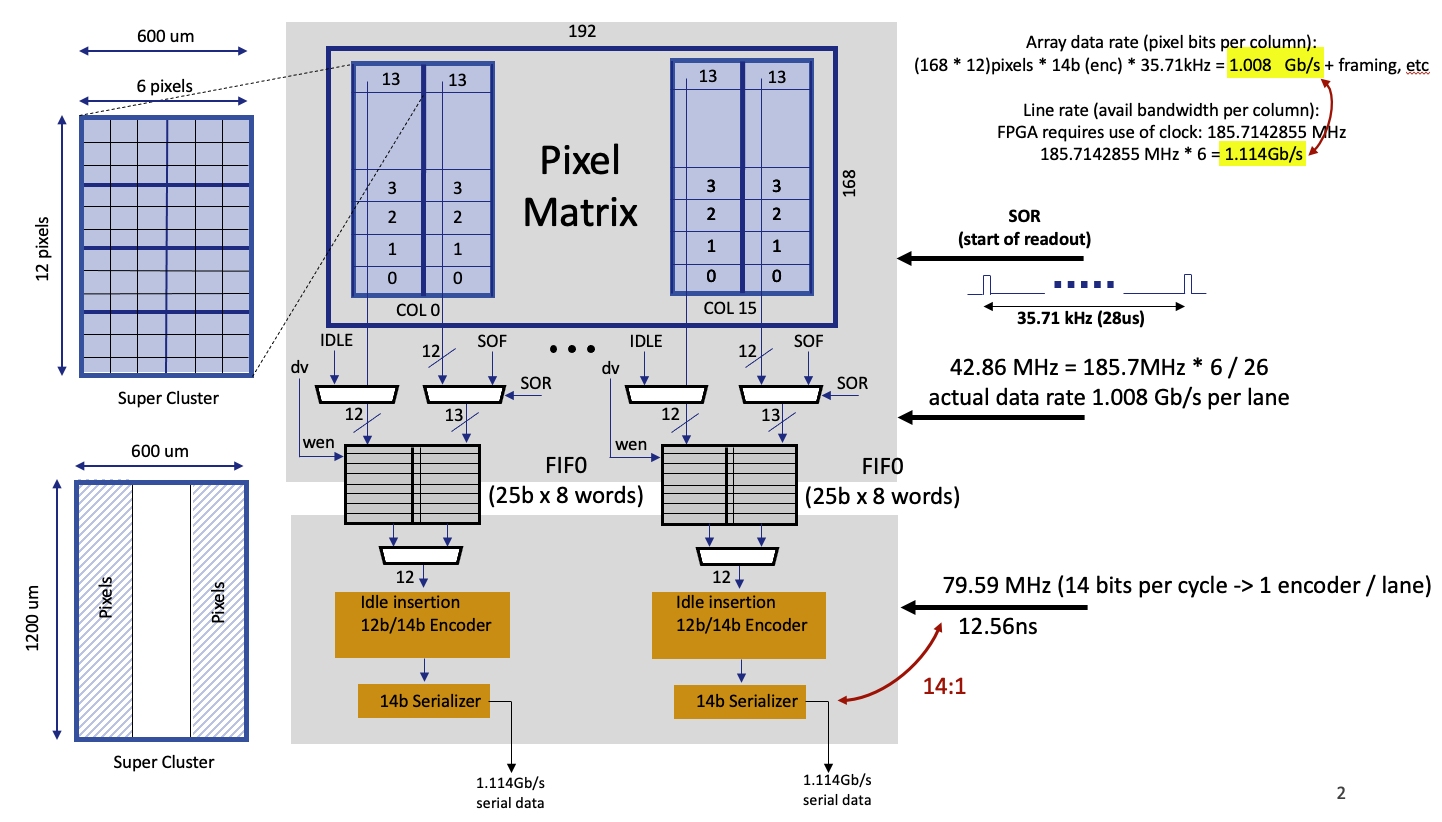 600 um
6 pixels
12 pixels
Super Cluster
600 um
1200 um
Pixels
Pixels
Super Cluster
192
168
13 13
3 3
2 2
1 1
0 0
COL 0
Pixel
Matrix
13 13
3 3
2 2
1 1
0 0
COL 15
IDLE
12
SOF
dv
SOR
12
13
wen
FIFO
(25b x 8 words)
12
Idle insertion
12b/14b Encoder
14b Serializer
1.114Gb/s
serial data
IDLE
12
SOF
dv
SOR
12
13
wen
FIFO
(25b x 8 words)
12
Idle insertion
12b/14b Encoder
14b Serializer
1.114Gb/s
serial data
Array data rate (pixel bits per column):
(168 * 12)pixels * 14b (enc) * 35.71kHz = 1.008 Gb/s + framing, etc
Line rate (avail bandwidth per column):
FPGA requires use of clock: 185.7142855 MHz
185.7142855 MHz * 6 = 1.114Gb/s
SOR
(start of readout)
35.71 kHz (28us)
42.86 MHz = 185.7MHz * 6 / 26
actual data rate 1.008 Gb/s per lane
79.59 MHz (14 bits per cycle -> 1 encoder / lane)
12.56ns
14:1
2